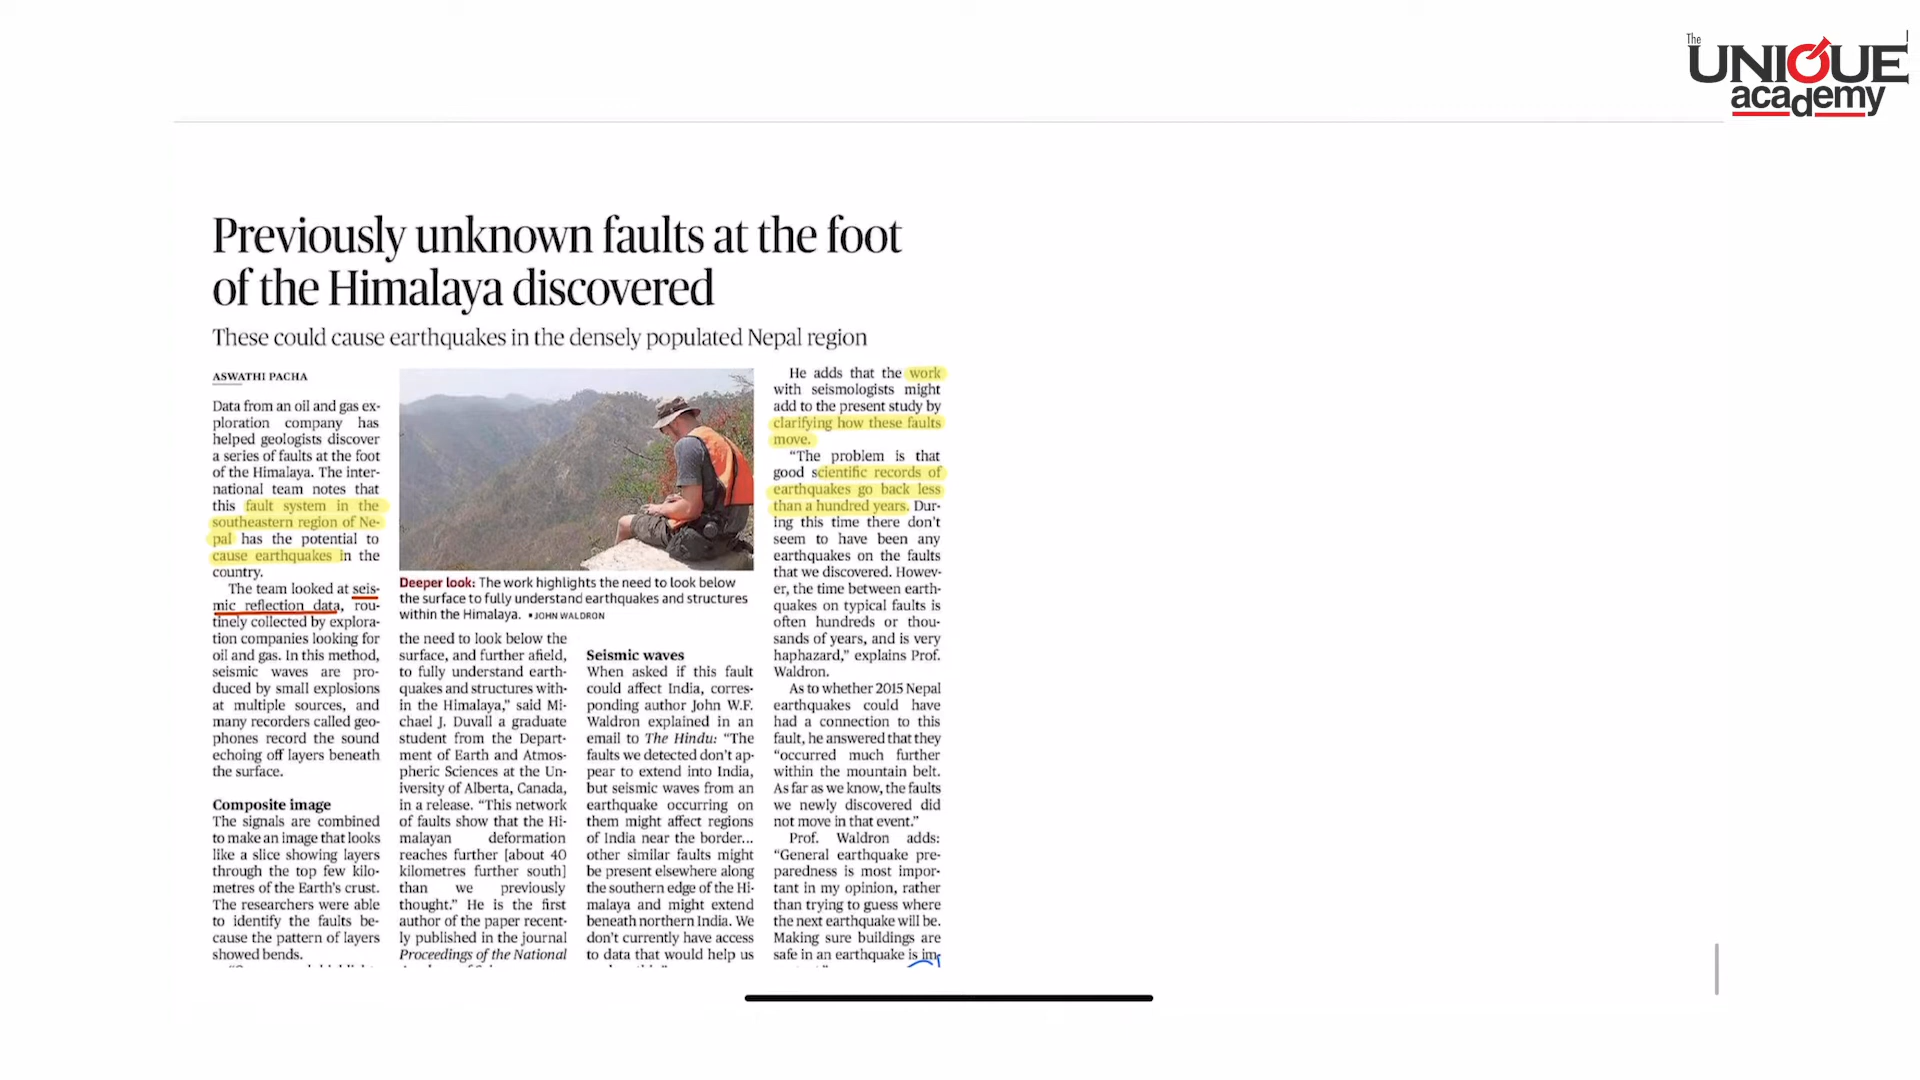 The
UNIQUE
academy
Previously unknown faults at the foot
of the Himalaya discovered
These could cause earthquakes in the densely populated Nepal region
ASWATHI PACHA
Data from an oil and gas ex-
ploration company has
helped geologists discover
a series of faults at the foot
of the Himalaya. The inter-
national team notes that
this fault system in the
southeastern region of Ne-
pal has the potential to
cause earthquakes in the
country.
The team looked at seis-
mic reflection data, rou-
tinely collected by explora-
tion companies looking for
oil and gas. In this method,
seismic waves are pro-
duced by small explosions
at multiple sources, and
many recorders called geo-
phones record the sound
echoing off layers beneath
the surface.
Composite image
The signals are combined
to make an image that looks
like a slice showing layers
through the top few kilo-
metres of the Earth's crust.
The researchers were able
to identify the faults be-
cause the pattern of layers
showed bends.
Deeper look: The work highlights the need to look below
the surface to fully understand earthquakes and structures
within the Himalaya. • JOHN WALDRON
the need to look below the
surface, and further afield,
to fully understand earth-
quakes and structures with-
in the Himalaya,” said Mi-
chael J. Duvall a graduate
student from the Depart-
ment of Earth and Atmos-
pheric Sciences at the Un-
iversity of Alberta, Canada,
in a release. “This network
of faults show that the Hi-
malayan deformation
reaches further [about 40
kilometres further south]
than we previously
thought.” He is the first
author of the paper recent-
ly published in the journal
Proceedings of the National
Seismic waves
When asked if this fault
could affect India, corres-
ponding author John W.F.
Waldron explained in an
email to The Hindu: “The
faults we detected don't ap-
pear to extend into India,
but seismic waves from an
earthquake occurring on
them might affect regions
of India near the border...
other similar faults might
be present elsewhere along
the southern edge of the Hi-
malaya and might extend
beneath northern India. We
don't currently have access
to data that would help us
He adds that the work
with seismologists might
add to the present study by
clarifying how these faults
move.
“The problem is that
good scientific records of
earthquakes go back less
than a hundred years. Dur-
ing this time there don't
seem to have been any
earthquakes on the faults
that we discovered. Howev-
er, the time between earth-
quakes on typical faults is
often hundreds or thou-
sands of years, and is very
haphazard,” explains Prof.
Waldron.
As to whether 2015 Nepal
earthquakes could have
had a connection to this
fault, he answered that they
“occurred much further
within the mountain belt.
As far as we know, the faults
we newly discovered did
not move in that event.”
Prof. Waldron adds:
“General earthquake pre-
paredness is most impor-
tant in my opinion, rather
than trying to guess where
the next earthquake will be.
Making sure buildings are
safe in an earthquake is im-